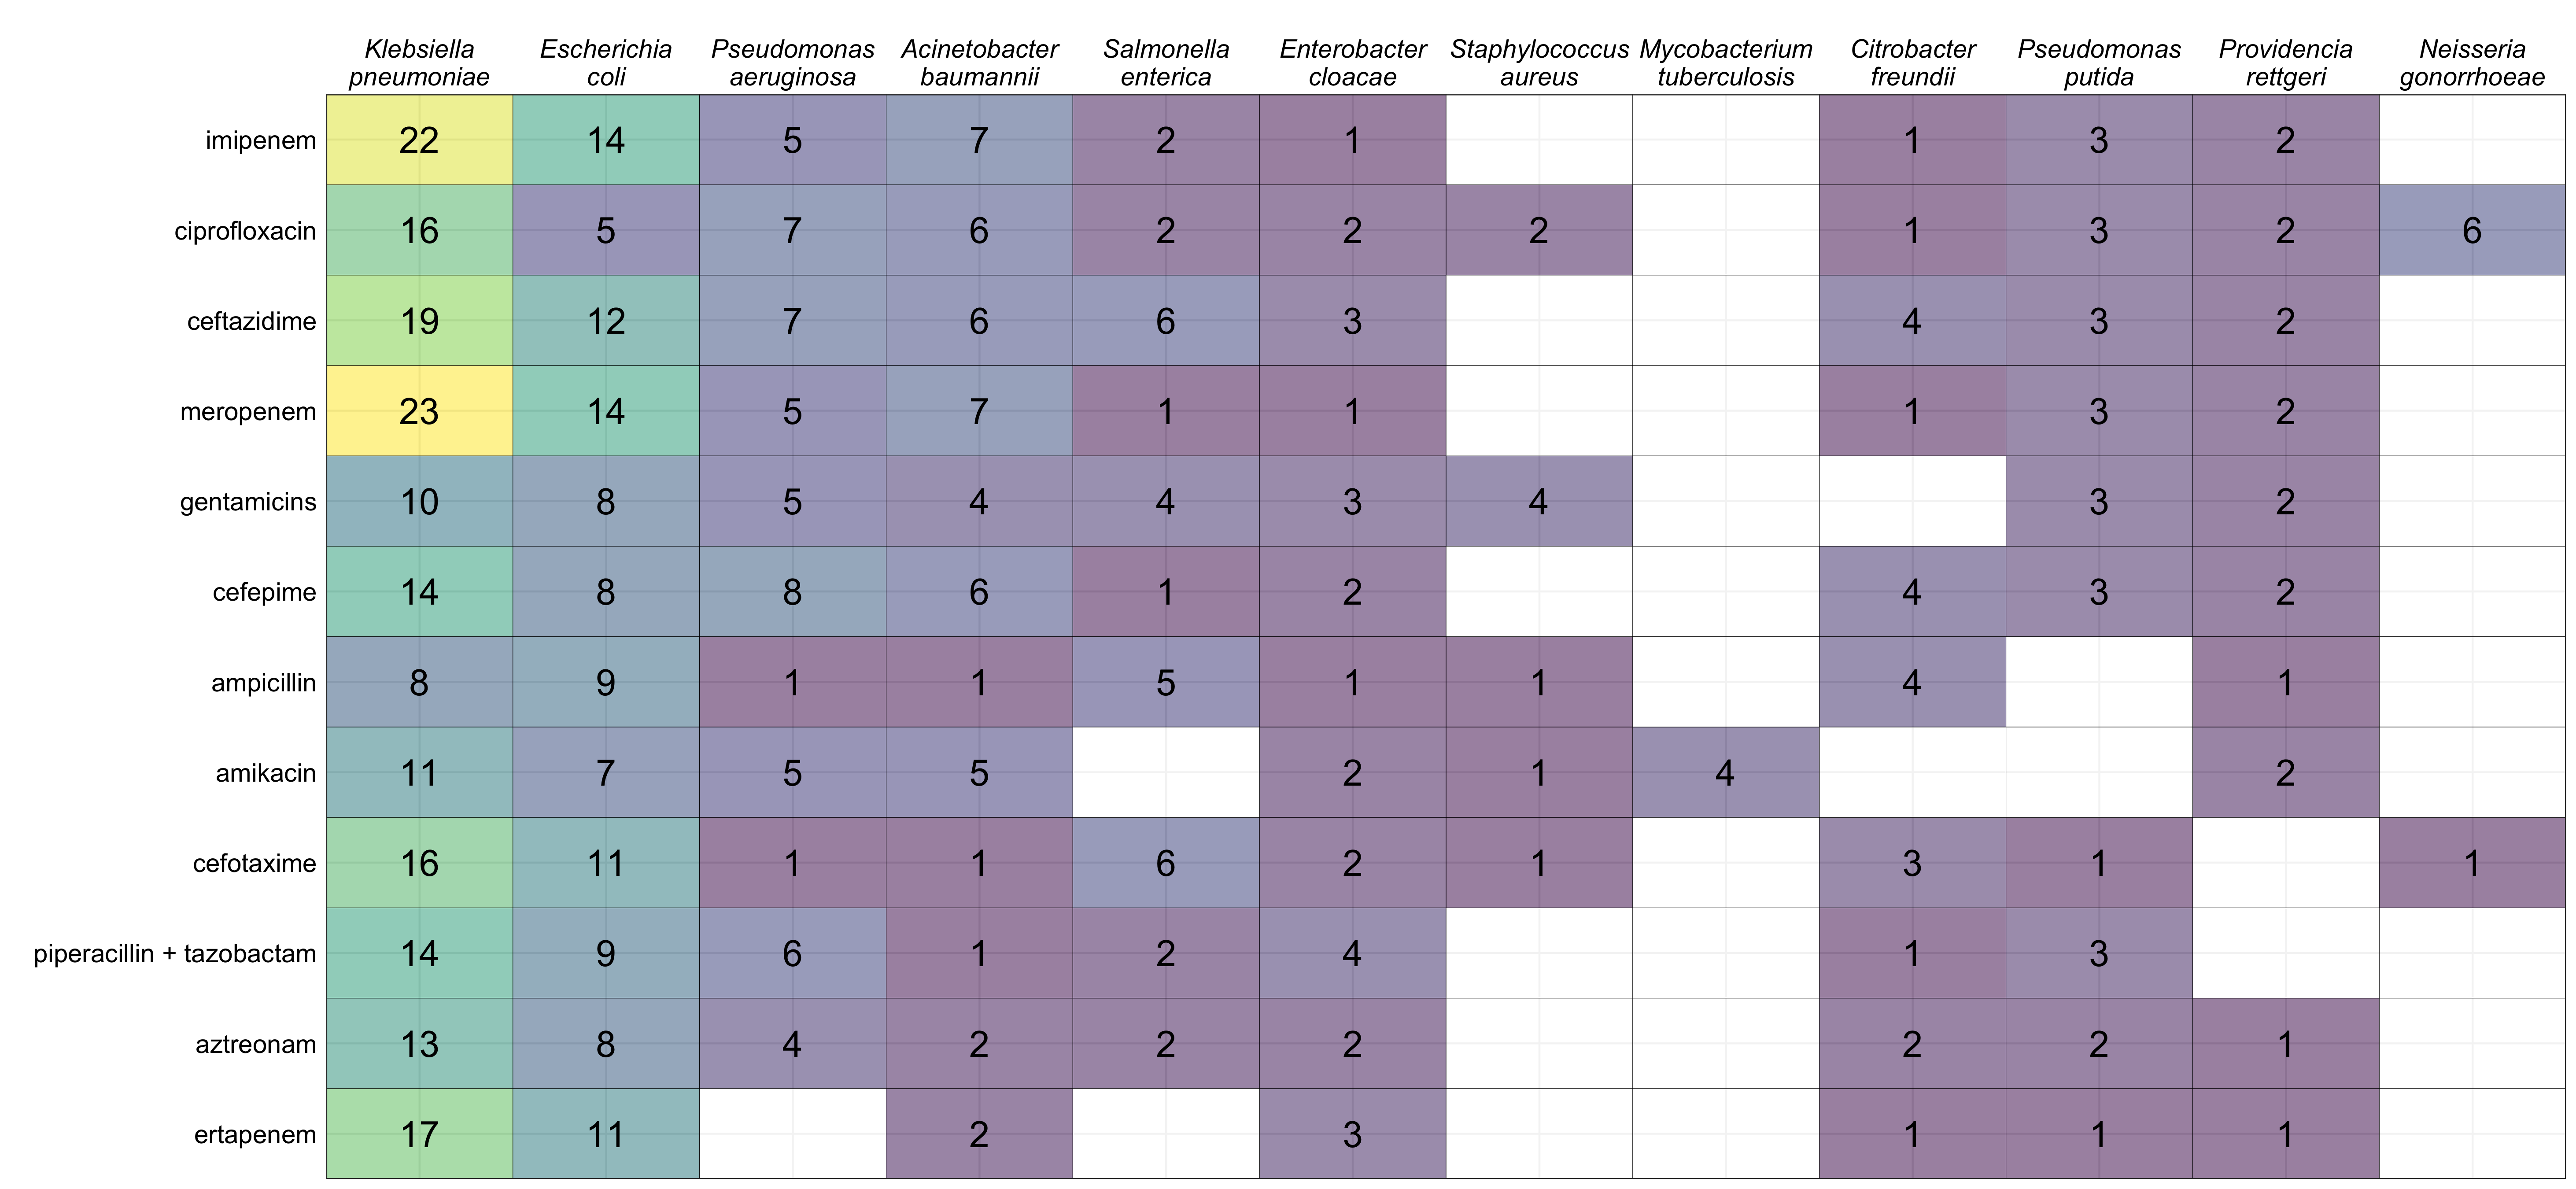 Klebsiella Escherichia Pseudomonas Acinetobacter Salmonella Enterobacter Staphylococcus Mycobacterium Citrobacter Pseudomonas Providencia Neisseria
pneumoniae coli aeruginosa baumannii enterica cloacae aureus tuberculosis freundii putida rettgeri gonorrhoeae
imipenem 22 14 5 7 2 1 1 3 2
ciprofloxacin 16 5 7 6 2 2 2 1 3 2 6
ceftazidime 19 12 7 6 6 3 4 3 2
meropenem 23 14 5 7 1 1 1 3 2
gentamicins 10 8 5 4 4 3 4 3 2
cefepime 14 8 8 6 1 2 4 3 2
ampicillin 8 9 1 1 5 1 1 4 1
amikacin 11 7 5 5 2 1 4 2
cefotaxime 16 11 1 1 6 2 1 3 1 1
piperacillin + tazobactam 14 9 6 1 2 4 1 3
aztreonam 13 8 4 2 2 2 2 2 1
ertapenem 17 11 2 3 1 1 1